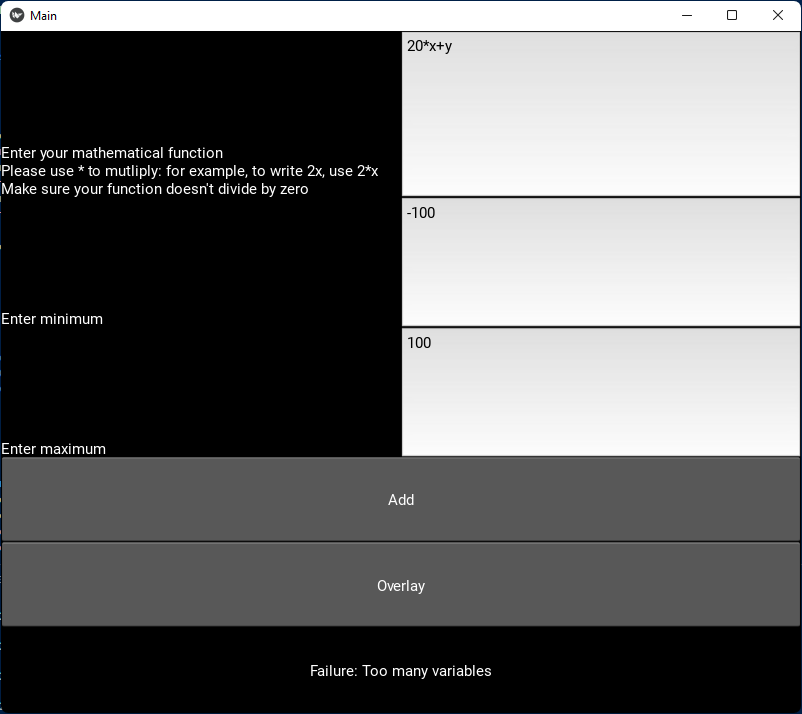 Main
20*x+y
Enter your mathematical function
Please use * to mutliply: for example, to write 2x, use 2*x
Make sure your function doesn't divide by zero
-100
Enter minimum
100
Enter maximum
Add
Overlay
Failure: Too many variables